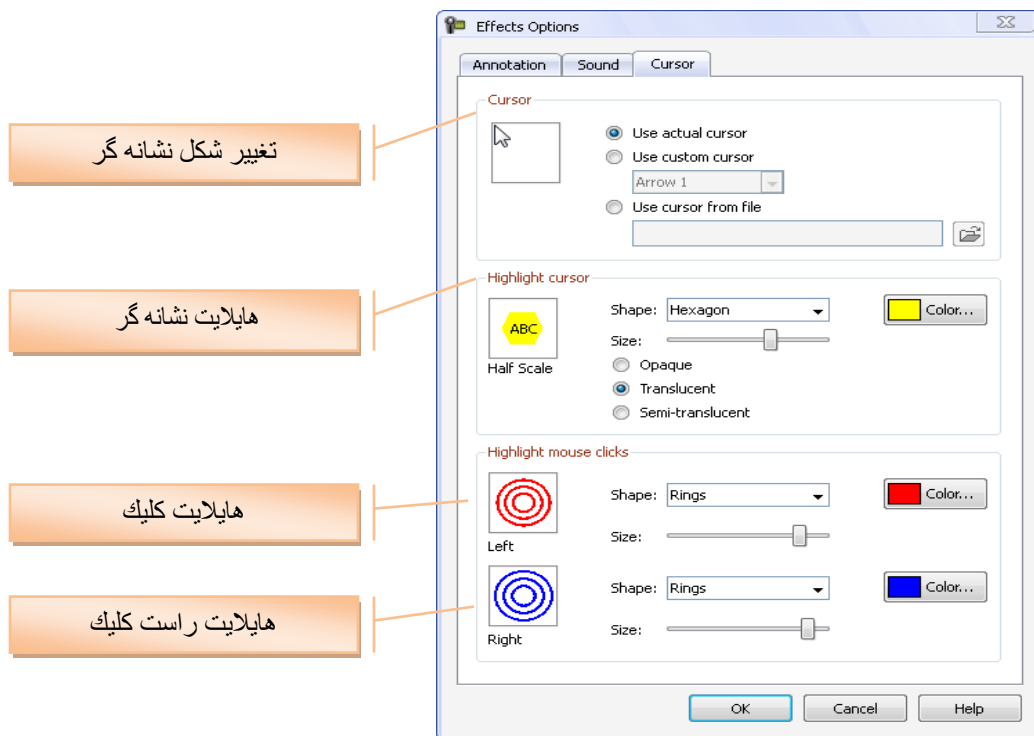 Effects Options
Annotation Sound Cursor
Cursor
تغيير شكل نشانه گر
Use actual cursor
Use custom cursor
Arrow 1
Use cursor from file
Highlight cursor
هايلايت نشانه گر
ABC
Half Scale
Shape: Hexagon Color...
Size:
Opaque
Translucent
Semi-translucent
Highlight mouse clicks
هايلايت كليك
Left
Shape: Rings Color...
Size:
هايلايت راست كليك
Right
Shape: Rings Color...
Size:
OK Cancel Help